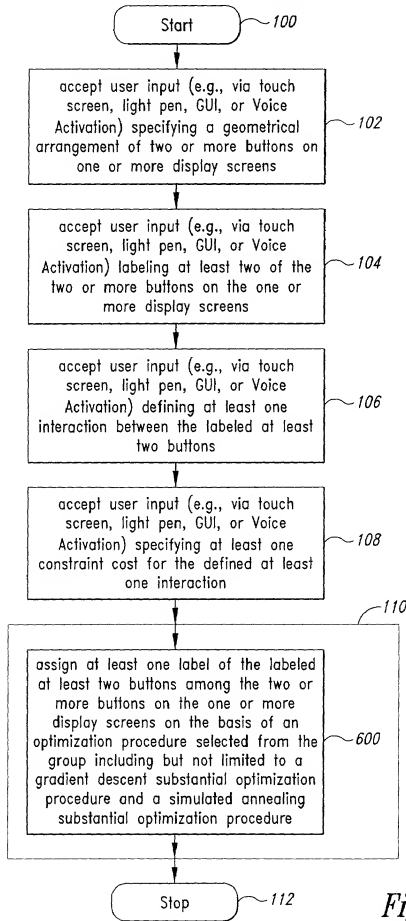 Start
100
accept user input (e.g., via touch
screen, light pen, GUI, or Voice
Activation) specifying a geometrical
arrangement of two or more buttons on
one or more display screens
102
accept user input (e.g., via touch
screen, light pen, GUI, or Voice
Activation) labeling at least two of the
two or more buttons on the one or
more display screens
104
accept user input (e.g., via touch
screen, light pen, GUI, or Voice
Activation) defining at least one
interaction between the labeled at least
two buttons
106
accept user input (e.g., via touch
screen, light pen, GUI, or Voice
Activation) specifying at least one
constraint cost for the defined at least
one interaction
108
110
assign at least one label of the labeled
at least two buttons among the two or
more buttons on the one or more
display screens on the basis of an
optimization procedure selected from the
group including but not limited to a
gradient descent substantial optimization
procedure and a simulated annealing
substantial optimization procedure
600
Stop
112